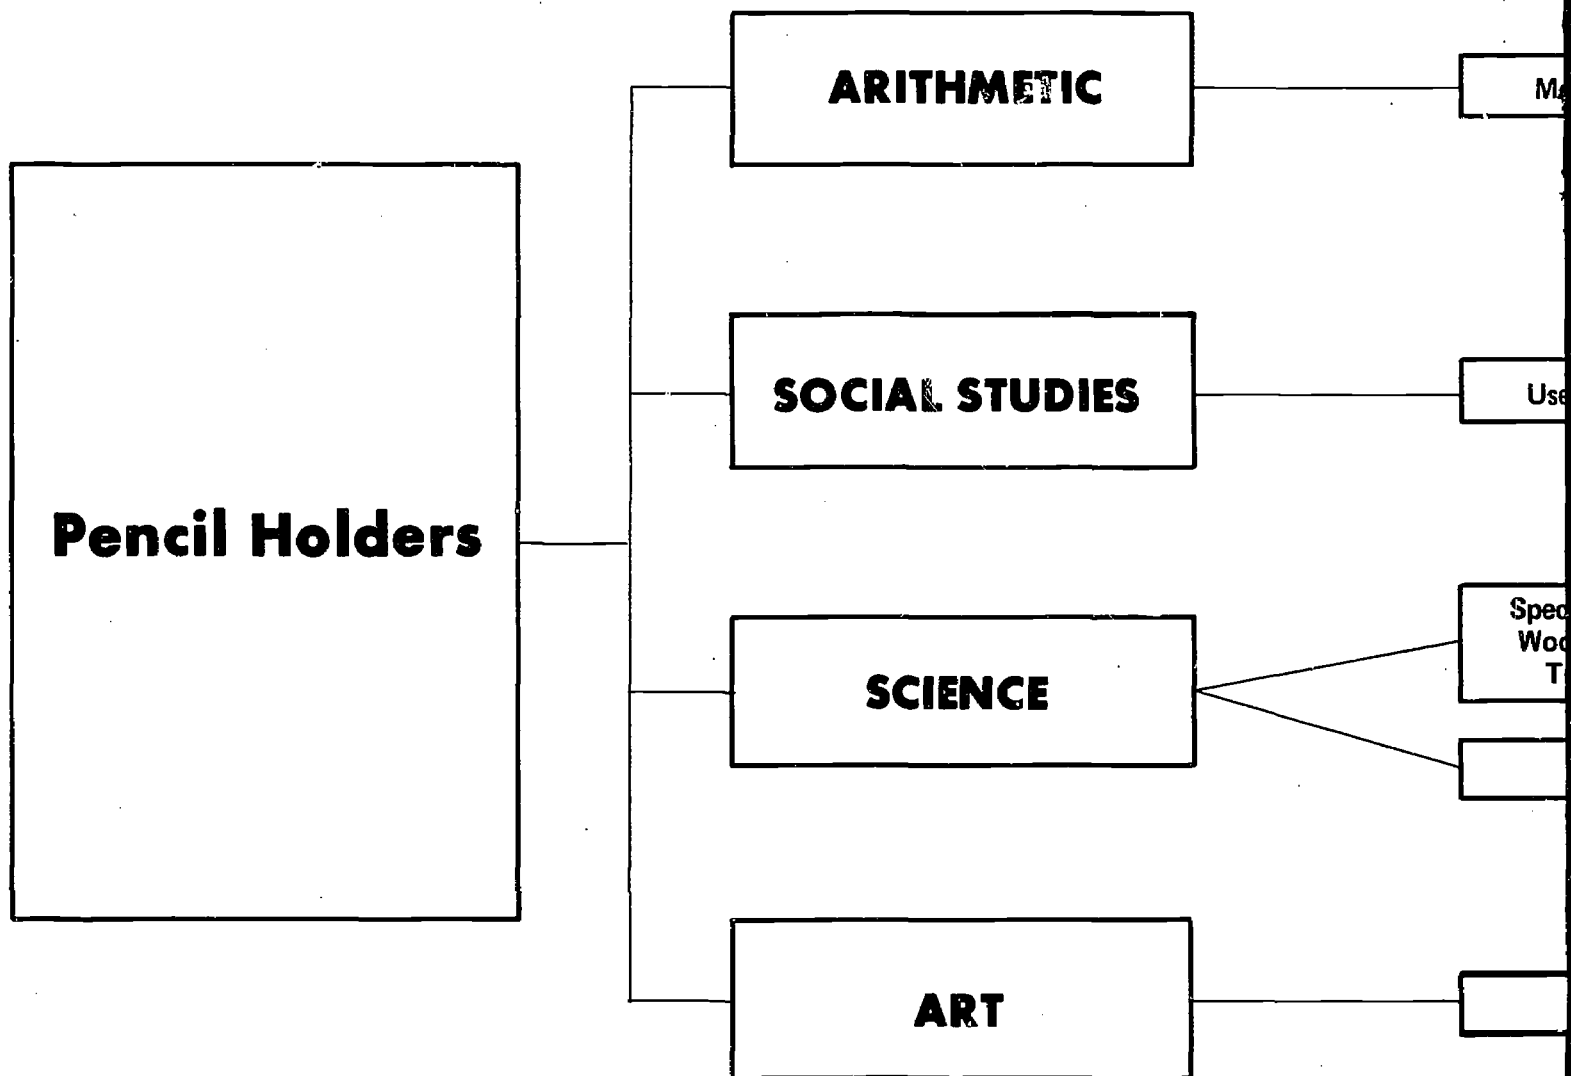 ARITHMETIC
SOCIAL STUDIES
Pencil Holders
SCIENCE
ART